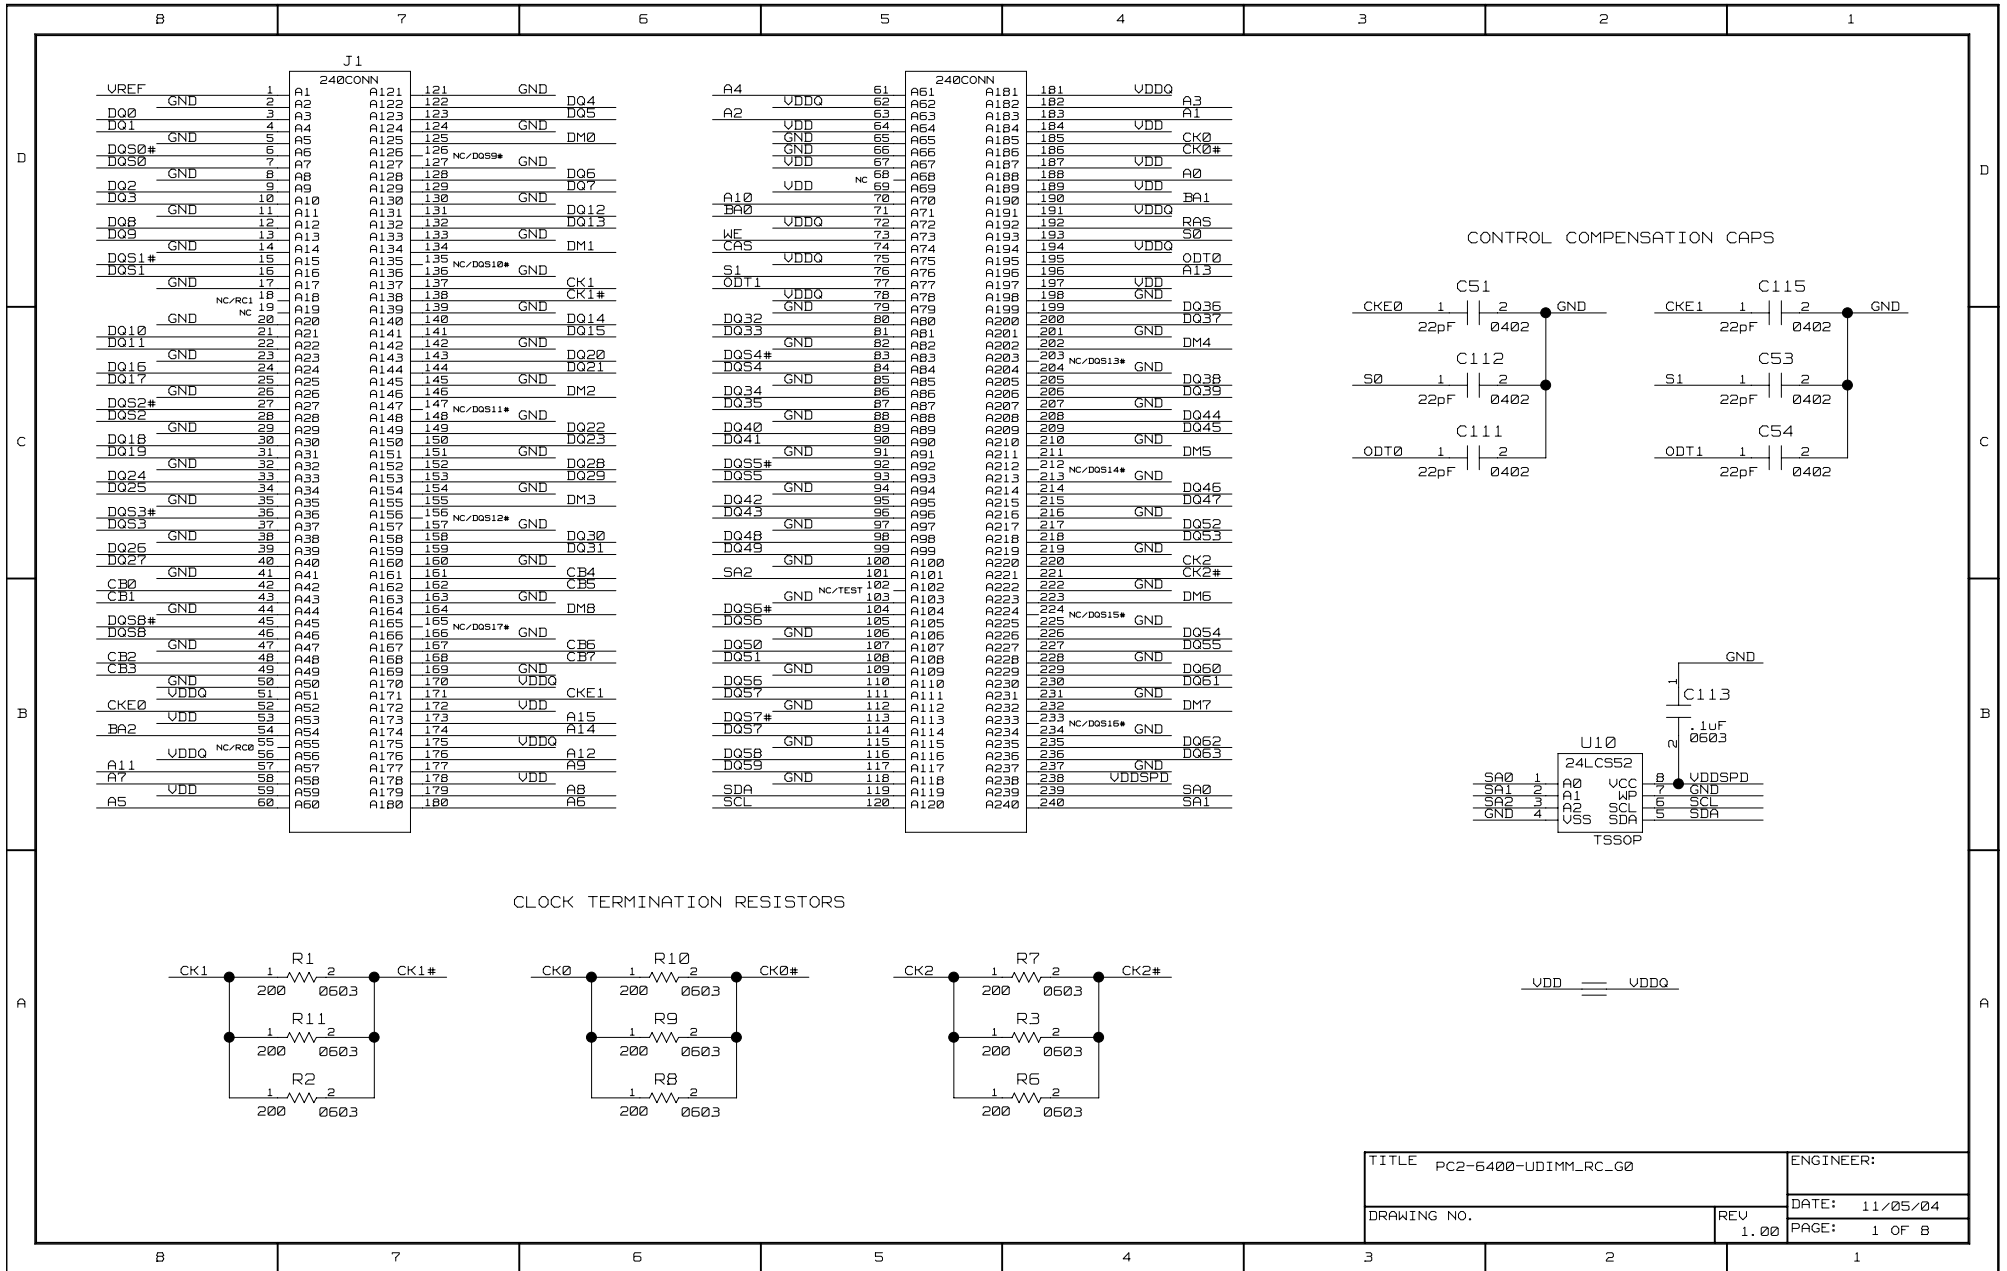 8 7 6 5 4 3 2 1
D
C
B
A
J1
240CONN
VREF 1 A1 A121 121 GND
GND 2 A2 A122 122 DQ4
DQ0 3 A3 A123 123 DQ5
DQ1 4 A4 A124 124 GND
GND 5 A5 A125 125 DM0
DQS0# 6 A6 A126 126 NC/DQS9#
DQS0 7 A7 A127 127 GND
GND 8 A8 A128 128 DQ6
DQ2 9 A9 A129 129 DQ7
DQ3 10 A10 A130 130 GND
GND 11 A11 A131 131 DQ12
DQ8 12 A12 A132 132 DQ13
DQ9 13 A13 A133 133 GND
GND 14 A14 A134 134 DM1
DQS1# 15 A15 A135 135 NC/DQS10#
DQS1 16 A16 A136 136 GND
GND 17 A17 A137 137 CK1
NC/RC1 18 A18 A138 138 CK1#
NC 19 A19 A139 139 GND
GND 20 A20 A140 140 DQ14
DQ10 21 A21 A141 141 DQ15
DQ11 22 A22 A142 142 GND
GND 23 A23 A143 143 DQ20
DQ16 24 A24 A144 144 DQ21
DQ17 25 A25 A145 145 GND
GND 26 A26 A146 146 DM2
DQS2# 27 A27 A147 147 NC/DQS11#
DQS2 28 A28 A148 148 GND
GND 29 A29 A149 149 DQ22
DQ18 30 A30 A150 150 DQ23
DQ19 31 A31 A151 151 GND
GND 32 A32 A152 152 DQ28
DQ24 33 A33 A153 153 DQ29
DQ25 34 A34 A154 154 GND
GND 35 A35 A155 155 DM3
DQS3# 36 A36 A156 156 NC/DQS12#
DQS3 37 A37 A157 157 GND
GND 38 A38 A158 158 DQ30
DQ26 39 A39 A159 159 DQ31
DQ27 40 A40 A160 160 GND
GND 41 A41 A161 161 CB4
CB0 42 A42 A162 162 CB5
CB1 43 A43 A163 163 GND
GND 44 A44 A164 164 DM8
DQS8# 45 A45 A165 165 NC/DQS17#
DQS8 46 A46 A166 166 GND
GND 47 A47 A167 167 CB6
CB2 48 A48 A168 168 CB7
CB3 49 A49 A169 169 GND
GND 50 A50 A170 170 VDDQ
VDDQ 51 A51 A171 171 CKE1
CKE0 52 A52 A172 172 VDD
VDD 53 A53 A173 173 A15
BA2 54 A54 A174 174 A14
NC/RC0 55 A55 A175 175 VDDQ
VDDQ 56 A56 A176 176 A12
A11 57 A57 A177 177 A9
A7 58 A58 A178 178 VDD
VDD 59 A59 A179 179 A8
A5 60 A60 A180 180 A6
240CONN
A4 61 A61 A181 181 VDDQ
VDDQ 62 A62 A182 182 A3
A2 63 A63 A183 183 A1
VDD 64 A64 A184 184 VDD
GND 65 A65 A185 185 CK0
GND 66 A66 A186 186 CK0#
VDD 67 A67 A187 187 VDD
NC 68 A68 A188 188 A0
VDD 69 A69 A189 189 VDD
A10 70 A70 A190 190 BA1
BA0 71 A71 A191 191 VDDQ
VDDQ 72 A72 A192 192 RAS
WE 73 A73 A193 193 S0
CAS 74 A74 A194 194 VDDQ
VDDQ 75 A75 A195 195 ODT0
S1 76 A76 A196 196 A13
ODT1 77 A77 A197 197 VDD
VDDQ 78 A78 A198 198 GND
GND 79 A79 A199 199 DQ36
DQ32 80 A80 A200 200 DQ37
DQ33 81 A81 A201 201 GND
GND 82 A82 A202 202 DM4
DQS4# 83 A83 A203 203 NC/DQS13#
DQS4 84 A84 A204 204 GND
GND 85 A85 A205 205 DQ38
DQ34 86 A86 A206 206 DQ39
DQ35 87 A87 A207 207 GND
GND 88 A88 A208 208 DQ44
DQ40 89 A89 A209 209 DQ45
DQ41 90 A90 A210 210 GND
GND 91 A91 A211 211 DM5
DQS5# 92 A92 A212 212 NC/DQS14#
DQS5 93 A93 A213 213 GND
GND 94 A94 A214 214 DQ46
DQ42 95 A95 A215 215 DQ47
DQ43 96 A96 A216 216 GND
GND 97 A97 A217 217 DQ52
DQ48 98 A98 A218 218 DQ53
DQ49 99 A99 A219 219 GND
GND 100 A100 A220 220 CK2
SA2 101 A101 A221 221 CK2#
NC/TEST 102 A102 A222 222 GND
GND 103 A103 A223 223 DM6
DQS6# 104 A104 A224 224 NC/DQS15#
DQS6 105 A105 A225 225 GND
GND 106 A106 A226 226 DQ54
DQ50 107 A107 A227 227 DQ55
DQ51 108 A108 A228 228 GND
GND 109 A109 A229 229 DQ60
DQ56 110 A110 A230 230 DQ61
DQ57 111 A111 A231 231 GND
GND 112 A112 A232 232 DM7
DQS7# 113 A113 A233 233 NC/DQS16#
DQS7 114 A114 A234 234 GND
GND 115 A115 A235 235 DQ62
DQ58 116 A116 A236 236 DQ63
DQ59 117 A117 A237 237 GND
GND 118 A118 A238 238 VDDSPD
SDA 119 A119 A239 239 SA0
SCL 120 A120 A240 240 SA1
CONTROL COMPENSATION CAPS
C51 C115
CKE0 1 2 GND CKE1 1 2 GND
22pF 0402 22pF 0402
C112 C53
S0 1 2 S1 1 2
22pF 0402 22pF 0402
C111 C54
ODT0 1 2 ODT1 1 2
22pF 0402 22pF 0402
GND
1
C113
.1uF
0603
2
U10
24LCS52
SA0 1 A0 VCC 8 VDDSPD
SA1 2 A1 WP 7 GND
SA2 3 A2 SCL 6 SCL
GND 4 VSS SDA 5 SDA
TSSOP
CLOCK TERMINATION RESISTORS
R1 R10 R7
CK1 1 2 CK1# CK0 1 2 CK0# CK2 1 2 CK2#
200 0603 200 0603 200 0603
R11 R9 R3
1 2 1 2 1 2
200 0603 200 0603 200 0603
R2 R8 R6
1 2 1 2 1 2
200 0603 200 0603 200 0603
VDD VDDQ
TITLE PC2-6400-UDIMM_RC_G0
ENGINEER:
DATE: 11/05/04
DRAWING NO.
REV 1.00
PAGE: 1 OF 8
D
C
B
A
8 7 6 5 4 3 2 1